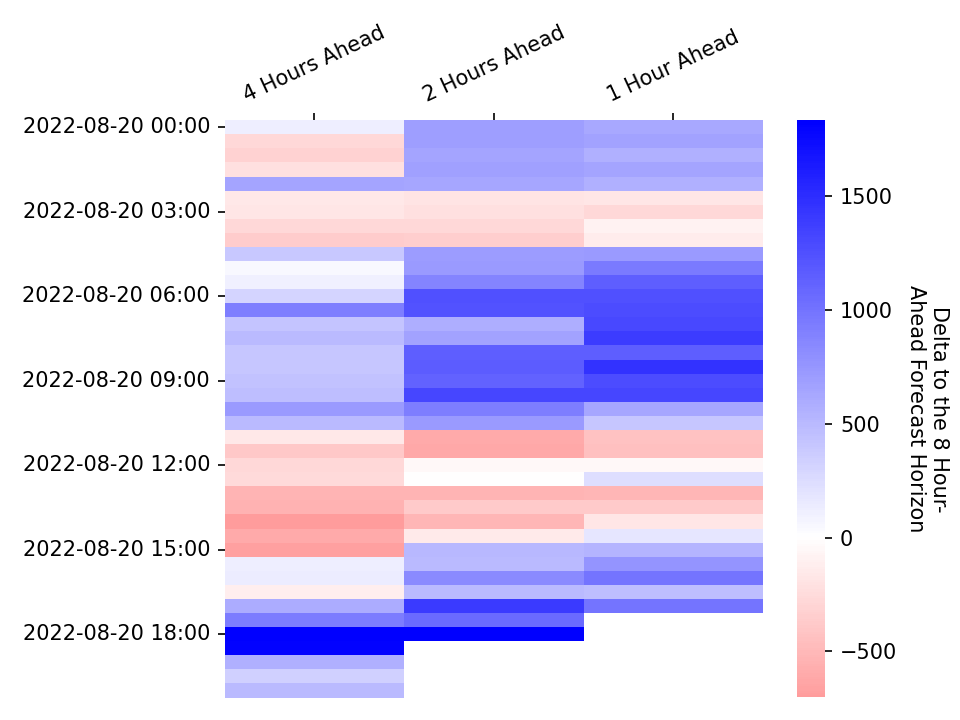 4 Hours Ahead
2 Hours Ahead
1 Hour Ahead
2022-08-20 00:00
2022-08-20 03:00
2022-08-20 06:00
2022-08-20 09:00
2022-08-20 12:00
2022-08-20 15:00
2022-08-20 18:00
1500
1000
500
0
−500
Delta to the 8 Hour-
Ahead Forecast Horizon